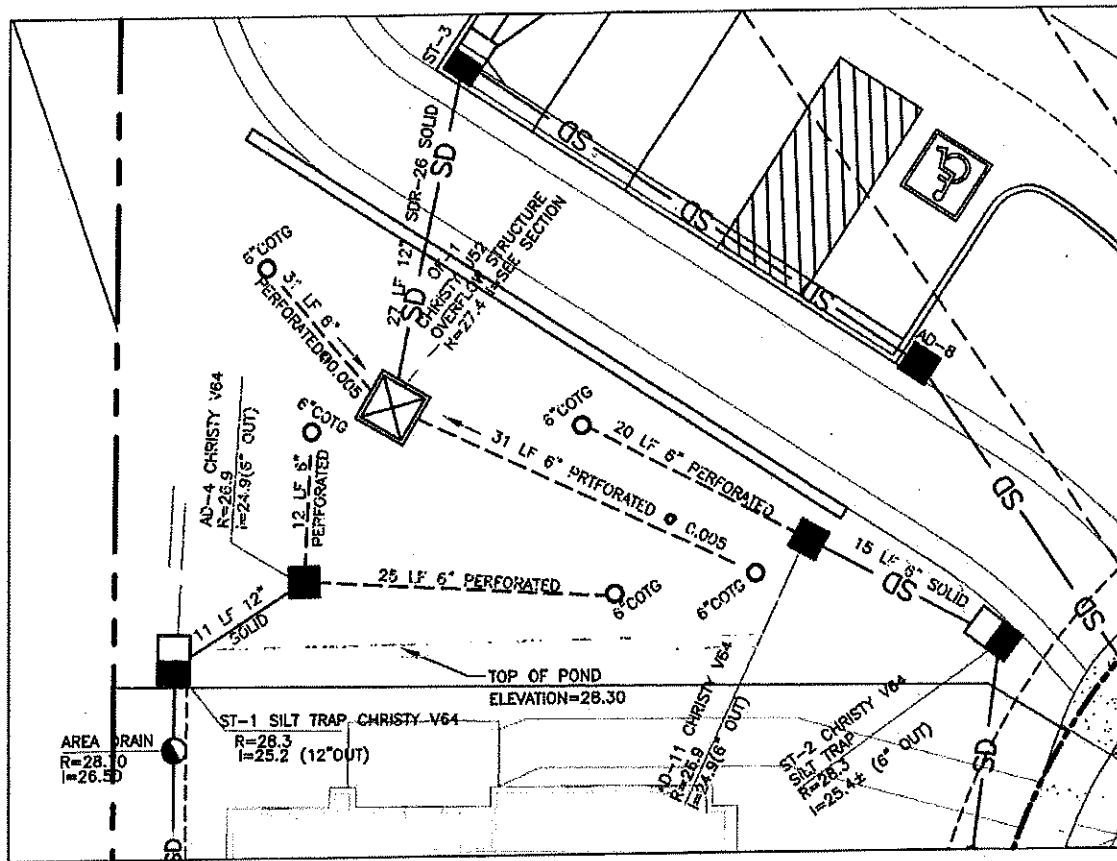 ST-3
SD
SD
SD
27 LF 12" SDR-26 SOLID
SD
SD
OF-1
CHRISTY V52
OVERFLOW STRUCTURE
R=27.4 SEE SECTION
AD-8
6"COTG
31 LF 6"
PERFORATED@0.005
6"COTG
12 LF 6"
PERFORATED
AD-4 CHRISTY V64
R=26.9
I=24.9(6" OUT)
6"COTG
20 LF 6" PERFORATED
31 LF 6" PRTFORATED @ 0.005
6"COTG
25 LF 6" PERFORATED
6"COTG
11 LF 12"
SOLID
15 LF 6" SOLID
SD
SD
SD
TOP OF POND
ELEVATION=28.30
ST-1 SILT TRAP CHRISTY V64
R=28.3
I=25.2 (12"OUT)
AREA DRAIN
R=28.10
I=26.50
SD
AD-11 CHRISTY V64
R=26.9
I=24.9(6" OUT)
ST-2 CHRISTY V64
SILT TRAP
R=28.3
I=25.4± (6" OUT)
SD